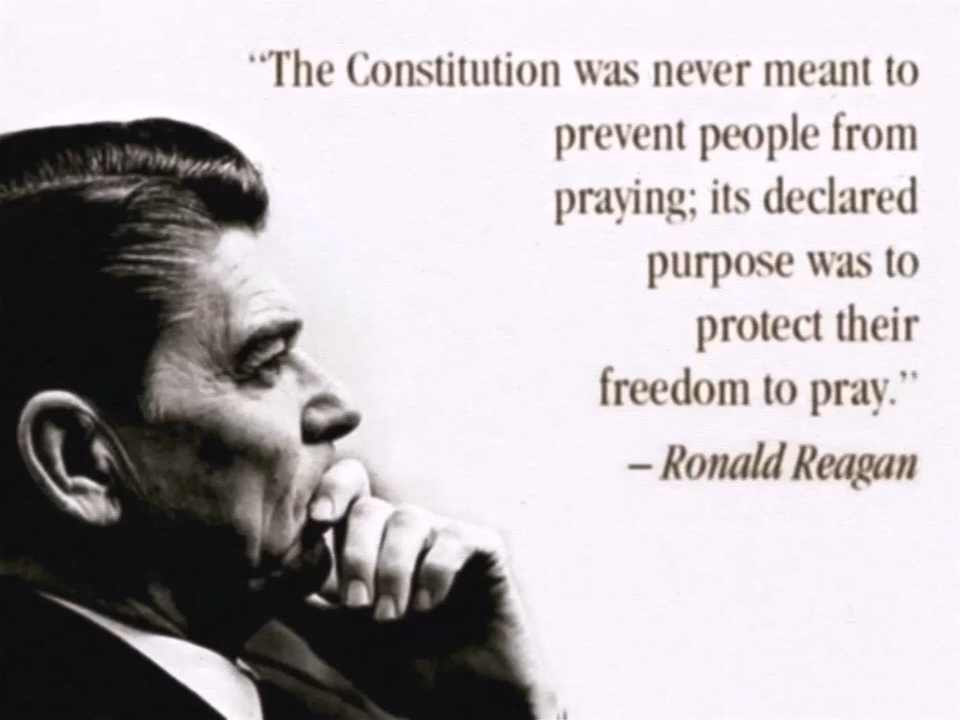 “The Constitution was never meant to
prevent people from
praying; its declared
purpose was to
protect their
freedom to pray.”
– Ronald Reagan